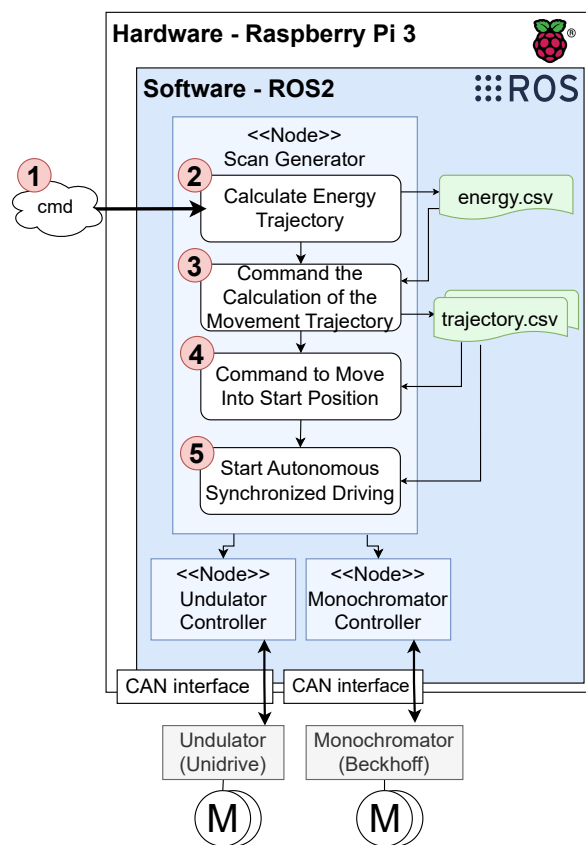 Hardware - Raspberry Pi 3
®
Software - ROS2
ROS
<<Node>>
Scan Generator
1
cmd
2
Calculate Energy
Trajectory
energy.csv
3
Command the
Calculation of the
Movement Trajectory
trajectory.csv
4
Command to Move
Into Start Position
5
Start Autonomous
Synchronized Driving
<<Node>>
Undulator
Controller
<<Node>>
Monochromator
Controller
CAN interface
CAN interface
Undulator
(Unidrive)
Monochromator
(Beckhoff)
M
M